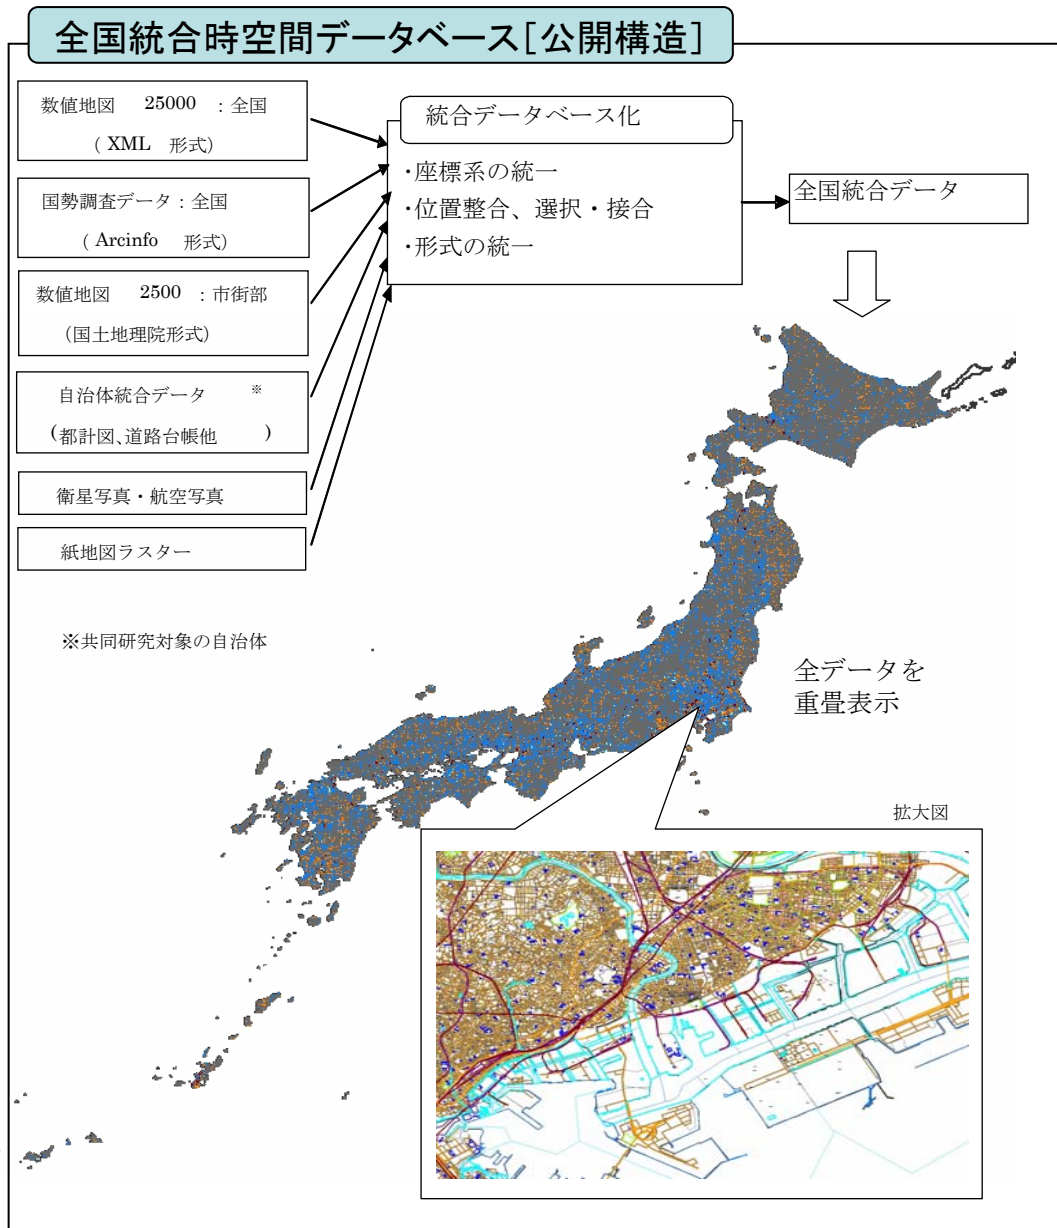 全国統合時空間データベース[公開構造]
数値地図 25000 :全国
( XML 形式)
国勢調査データ:全国
( Arcinfo 形式)
数値地図 2500 :市街部
(国土地理院形式)
自治体統合データ ※
(都計図、道路台帳他 )
衛星写真・航空写真
紙地図ラスター
※共同研究対象の自治体
統合データベース化
・座標系の統一
・位置整合、選択・接合
・形式の統一
全国統合データ
全データを
重畳表示
拡大図